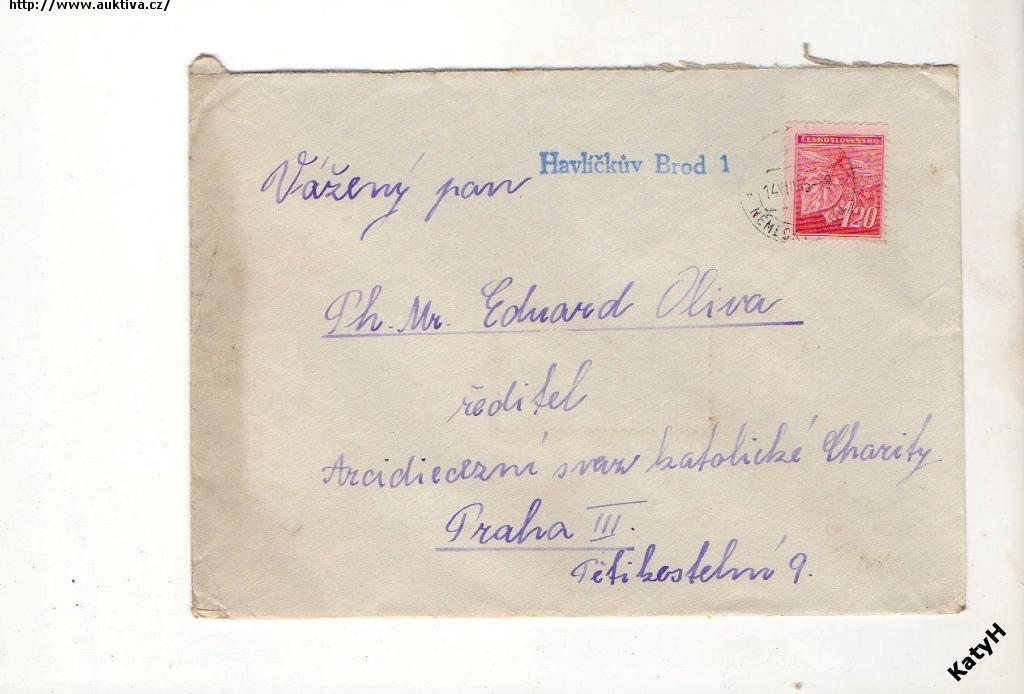 http://www.auktiva.cz/
Havlíčkův Brod 1
ČESKOSLOVENSKO
1·20
NĚMECK
Vážený pan
Ph. Mr. Eduard Oliva
ředitel
Arcidiecezní svaz katolické Charity
Praha III.
Pětikostelní 9.
KatyH